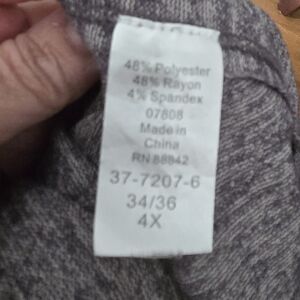 48% Polyester
48% Rayon
4% Spandex
07808
Made in
China
RN 88842
37-7207-6
34/36
4X